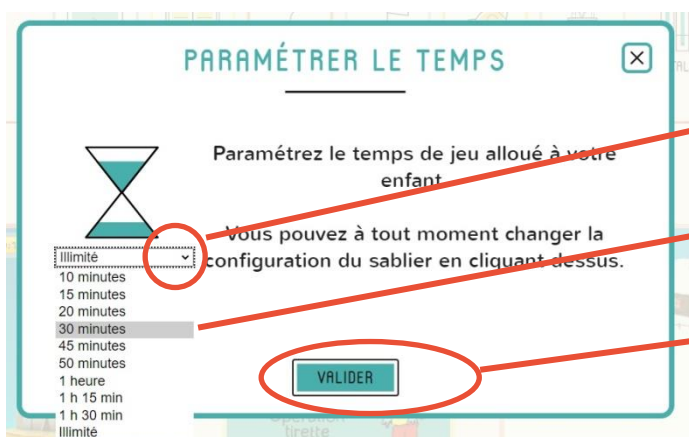 PARAMÉTRER LE TEMPS
Paramétrez le temps de jeu alloué à votre
enfant
Vous pouvez à tout moment changer la
configuration du sablier en cliquant dessus.
Illimité
10 minutes
15 minutes
20 minutes
30 minutes
45 minutes
50 minutes
1 heure
1 h 15 min
1 h 30 min
Illimité
VALIDER
Opération
tirette